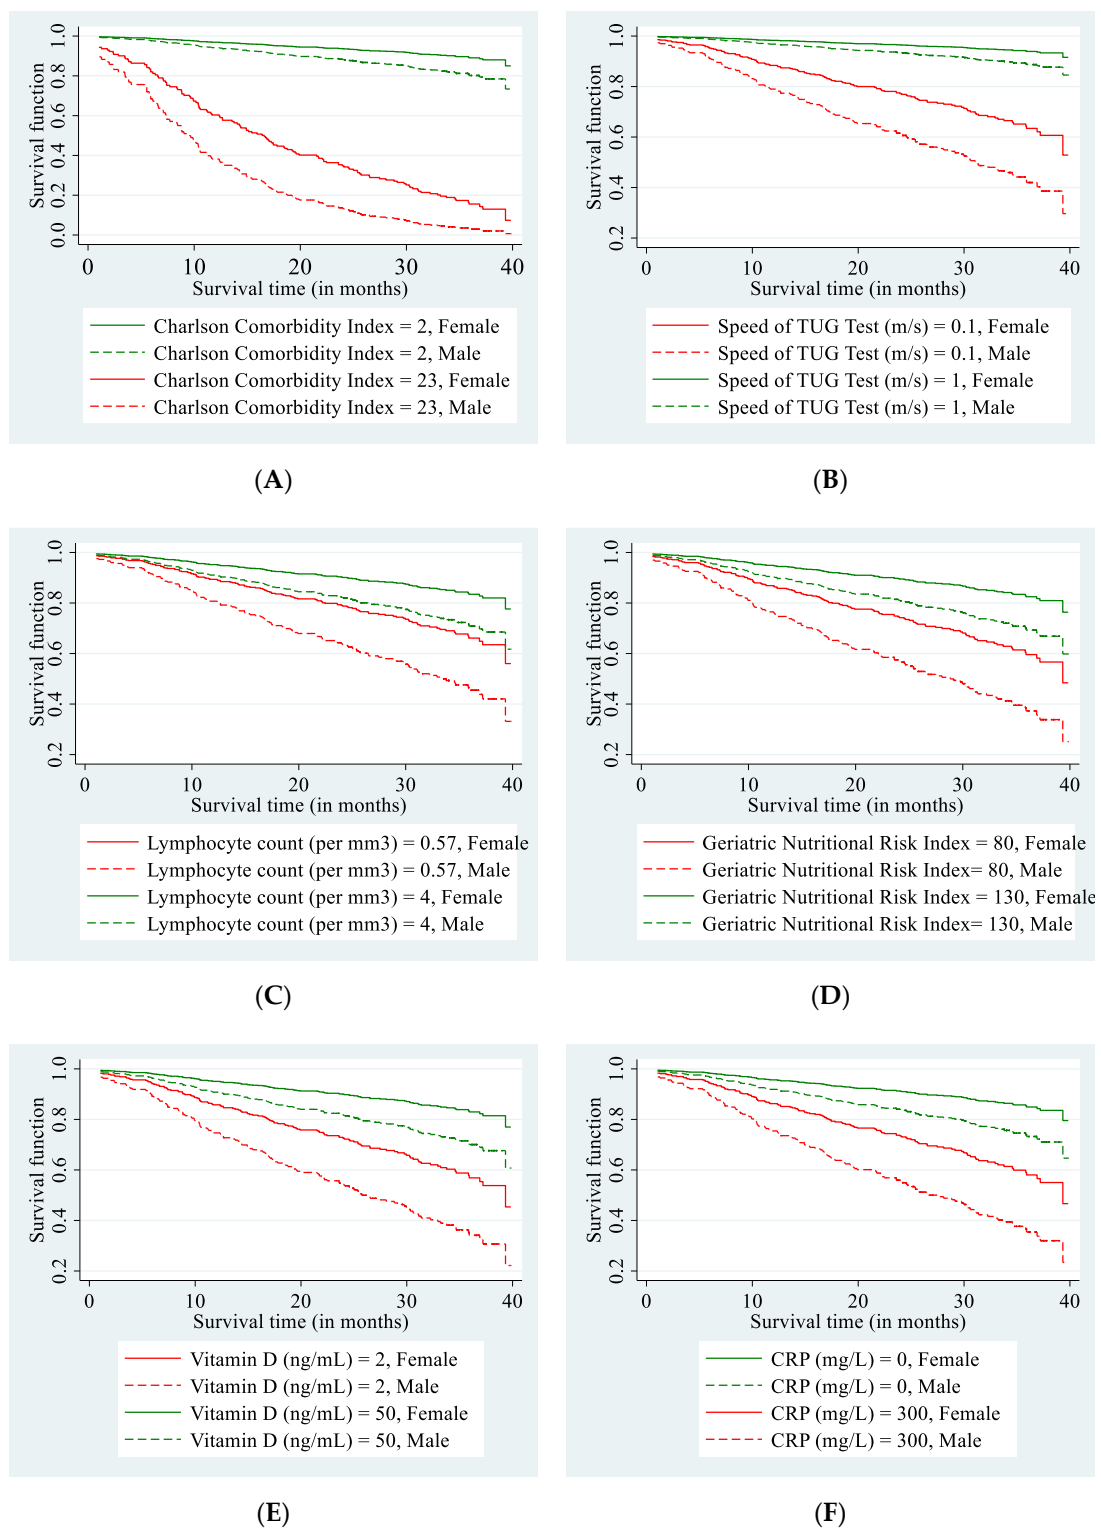 Survival function
1.0
0.8
0.6
0.4
0.2
0.0
0 10 20 30 40
Survival time (in months)
Charlson Comorbidity Index = 2, Female
Charlson Comorbidity Index = 2, Male
Charlson Comorbidity Index = 23, Female
Charlson Comorbidity Index = 23, Male
(A)
Survival function
1.0
0.8
0.6
0.4
0.2
0 10 20 30 40
Survival time (in months)
Speed of TUG Test (m/s) = 0.1, Female
Speed of TUG Test (m/s) = 0.1, Male
Speed of TUG Test (m/s) = 1, Female
Speed of TUG Test (m/s) = 1, Male
(B)
Survival function
1.0
0.8
0.6
0.4
0.2
0 10 20 30 40
Survival time (in months)
Lymphocyte count (per mm3) = 0.57, Female
Lymphocyte count (per mm3) = 0.57, Male
Lymphocyte count (per mm3) = 4, Female
Lymphocyte count (per mm3) = 4, Male
(C)
Survival function
1.0
0.8
0.6
0.4
0.2
0 10 20 30 40
Survival time (in months)
Geriatric Nutritional Risk Index = 80, Female
Geriatric Nutritional Risk Index= 80, Male
Geriatric Nutritional Risk Index = 130, Female
Geriatric Nutritional Risk Index= 130, Male
(D)
Survival function
1.0
0.8
0.6
0.4
0.2
0 10 20 30 40
Survival time (in months)
Vitamin D (ng/mL) = 2, Female
Vitamin D (ng/mL) = 2, Male
Vitamin D (ng/mL) = 50, Female
Vitamin D (ng/mL) = 50, Male
(E)
Survival function
1.0
0.8
0.6
0.4
0.2
0 10 20 30 40
Survival time (in months)
CRP (mg/L) = 0, Female
CRP (mg/L) = 0, Male
CRP (mg/L) = 300, Female
CRP (mg/L) = 300, Male
(F)